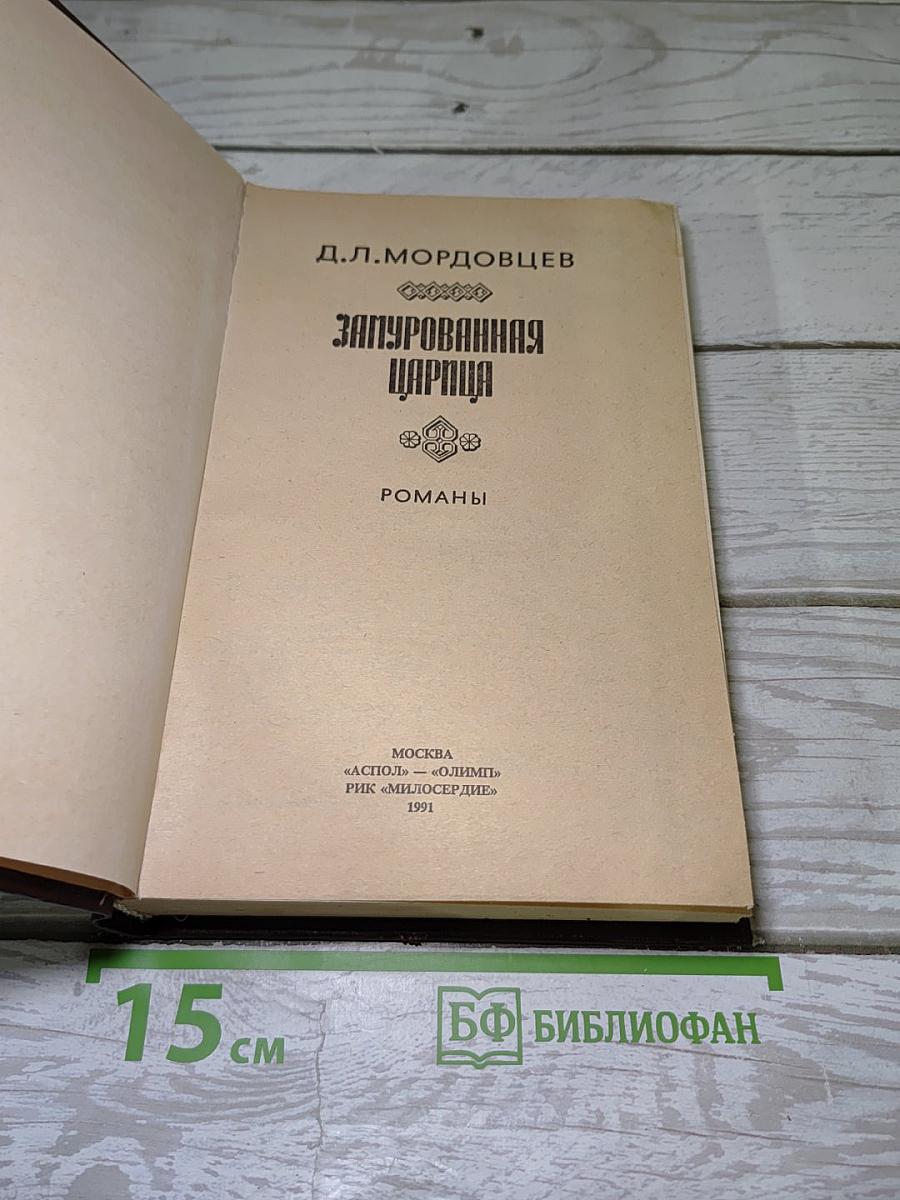 Д.Л.МОРДОВЦЕВ
ЗАМУРОВАННАЯ
ЦАРИЦА
РОМАНЫ
МОСКВА
«АСПОЛ» — «ОЛИМП»
РИК «МИЛОСЕРДИЕ»
1991
15 см
БФ БИБЛИОФАН